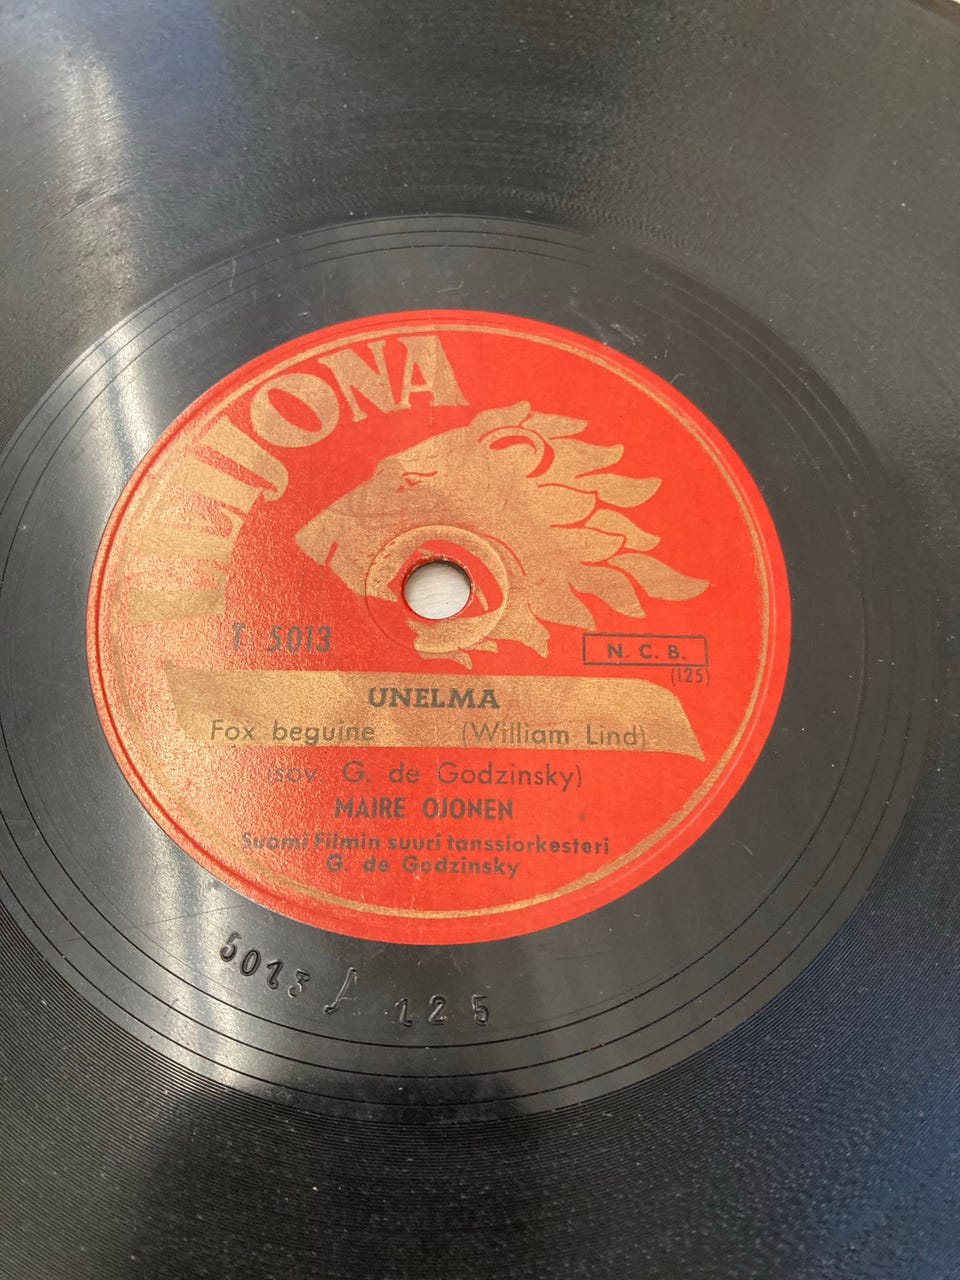 LEIJONA
T 5013
N. C. B.
(125)
UNELMA
Fox beguine (William Lind)
(sov. G. de Godzinsky)
MAIRE OJONEN
Suomi Filmin suuri tanssiorkesteri
G. de Godzinsky
5013 125